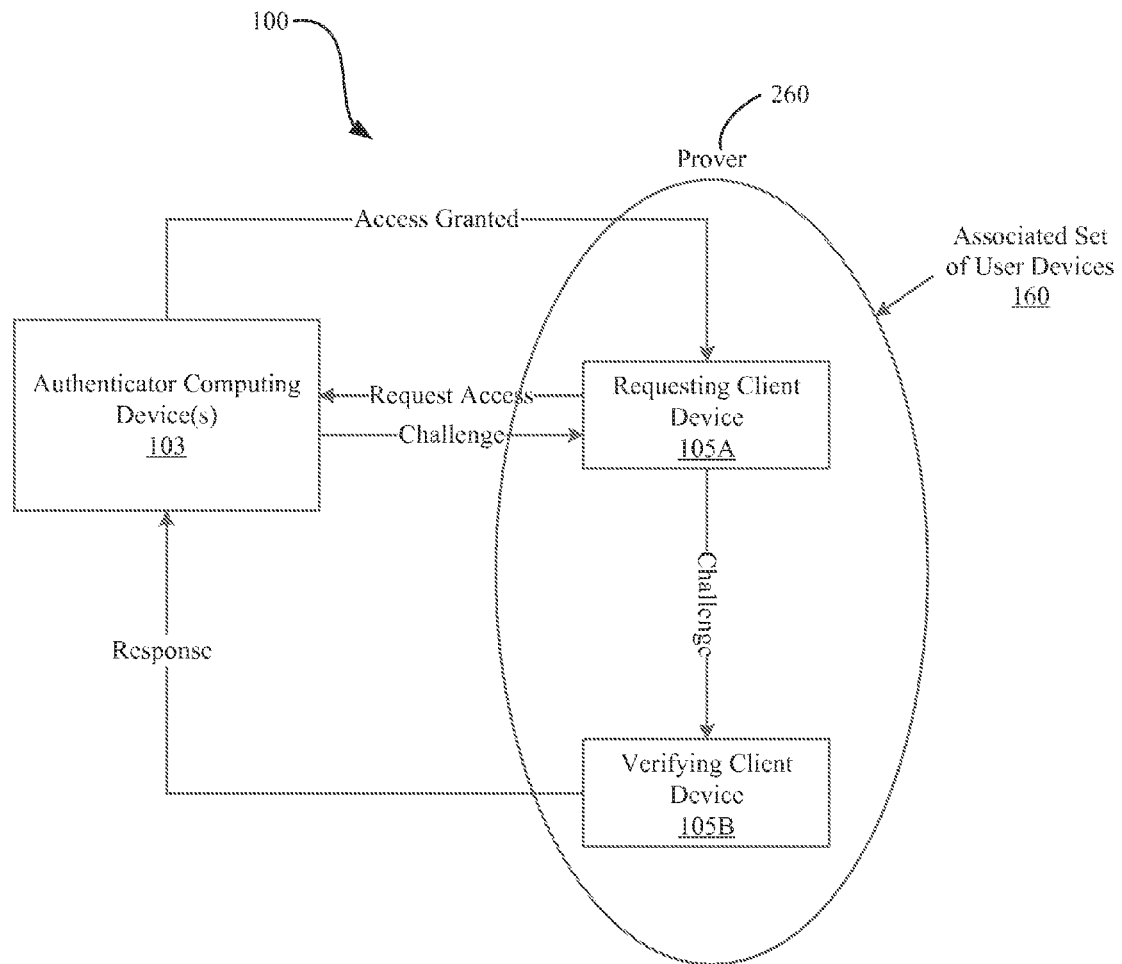 100
260
Prover
Access Granted
Associated Set
of User Devices
160
Authenticator Computing
Device(s)
103
Request Access
Challenge
Requesting Client
Device
105A
Challenge
Response
Verifying Client
Device
105B